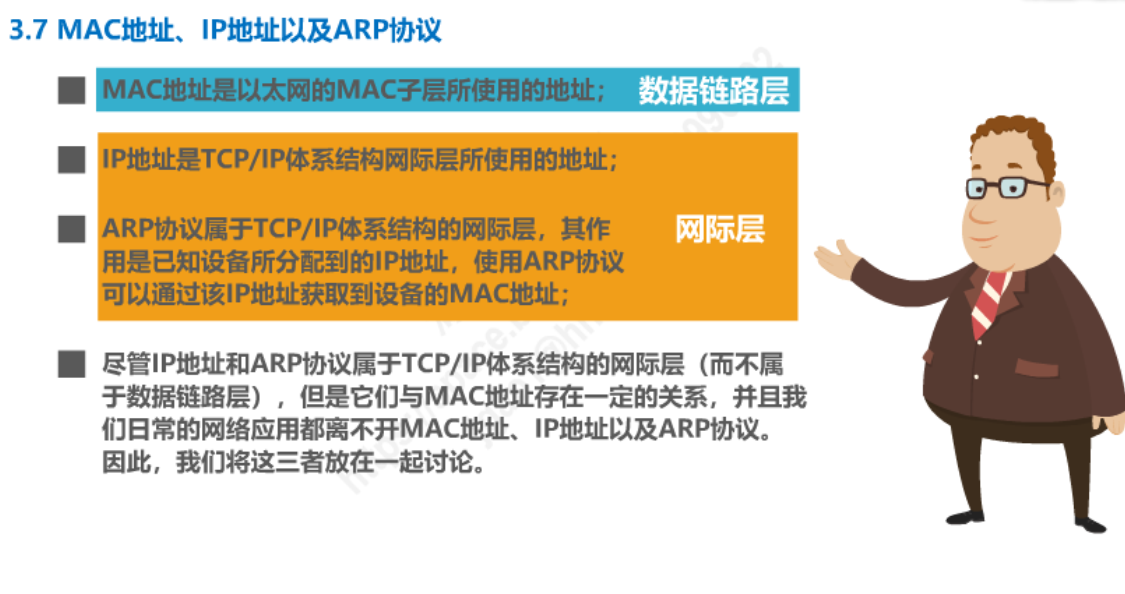 3.7 MAC地址、IP地址以及ARP协议
MAC地址是以太网的MAC子层所使用的地址； 数据链路层
IP地址是TCP/IP体系结构网际层所使用的地址；
ARP协议属于TCP/IP体系结构的网际层，其作
网际层
用是已知设备所分配到的IP地址，使用ARP协议
可以通过该IP地址获取到设备的MAC地址；
尽管IP地址和ARP协议属于TCP/IP体系结构的网际层（而不属
于数据链路层），但是它们与MAC地址存在一定的关系，并且我
们日常的网络应用都离不开MAC地址、IP地址以及ARP协议。
因此，我们将这三者放在一起讨论。